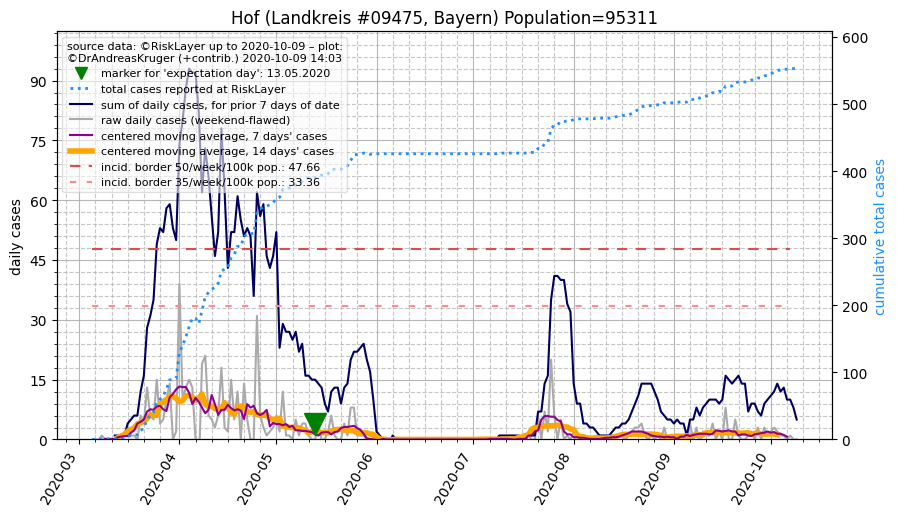 Hof (Landkreis #09475, Bayern) Population=95311
source data: ©RiskLayer up to 2020-10-09 – plot:
©DrAndreasKruger (+contrib.) 2020-10-09 14:03
marker for 'expectation day': 13.05.2020
total cases reported at RiskLayer
sum of daily cases, for prior 7 days of date
raw daily cases (weekend-flawed)
centered moving average, 7 days' cases
centered moving average, 14 days' cases
incid. border 50/week/100k pop.: 47.66
incid. border 35/week/100k pop.: 33.36
daily cases
90
75
60
45
30
15
0
cumulative total cases
600
500
400
300
200
100
0
2020-03
2020-04
2020-05
2020-06
2020-07
2020-08
2020-09
2020-10